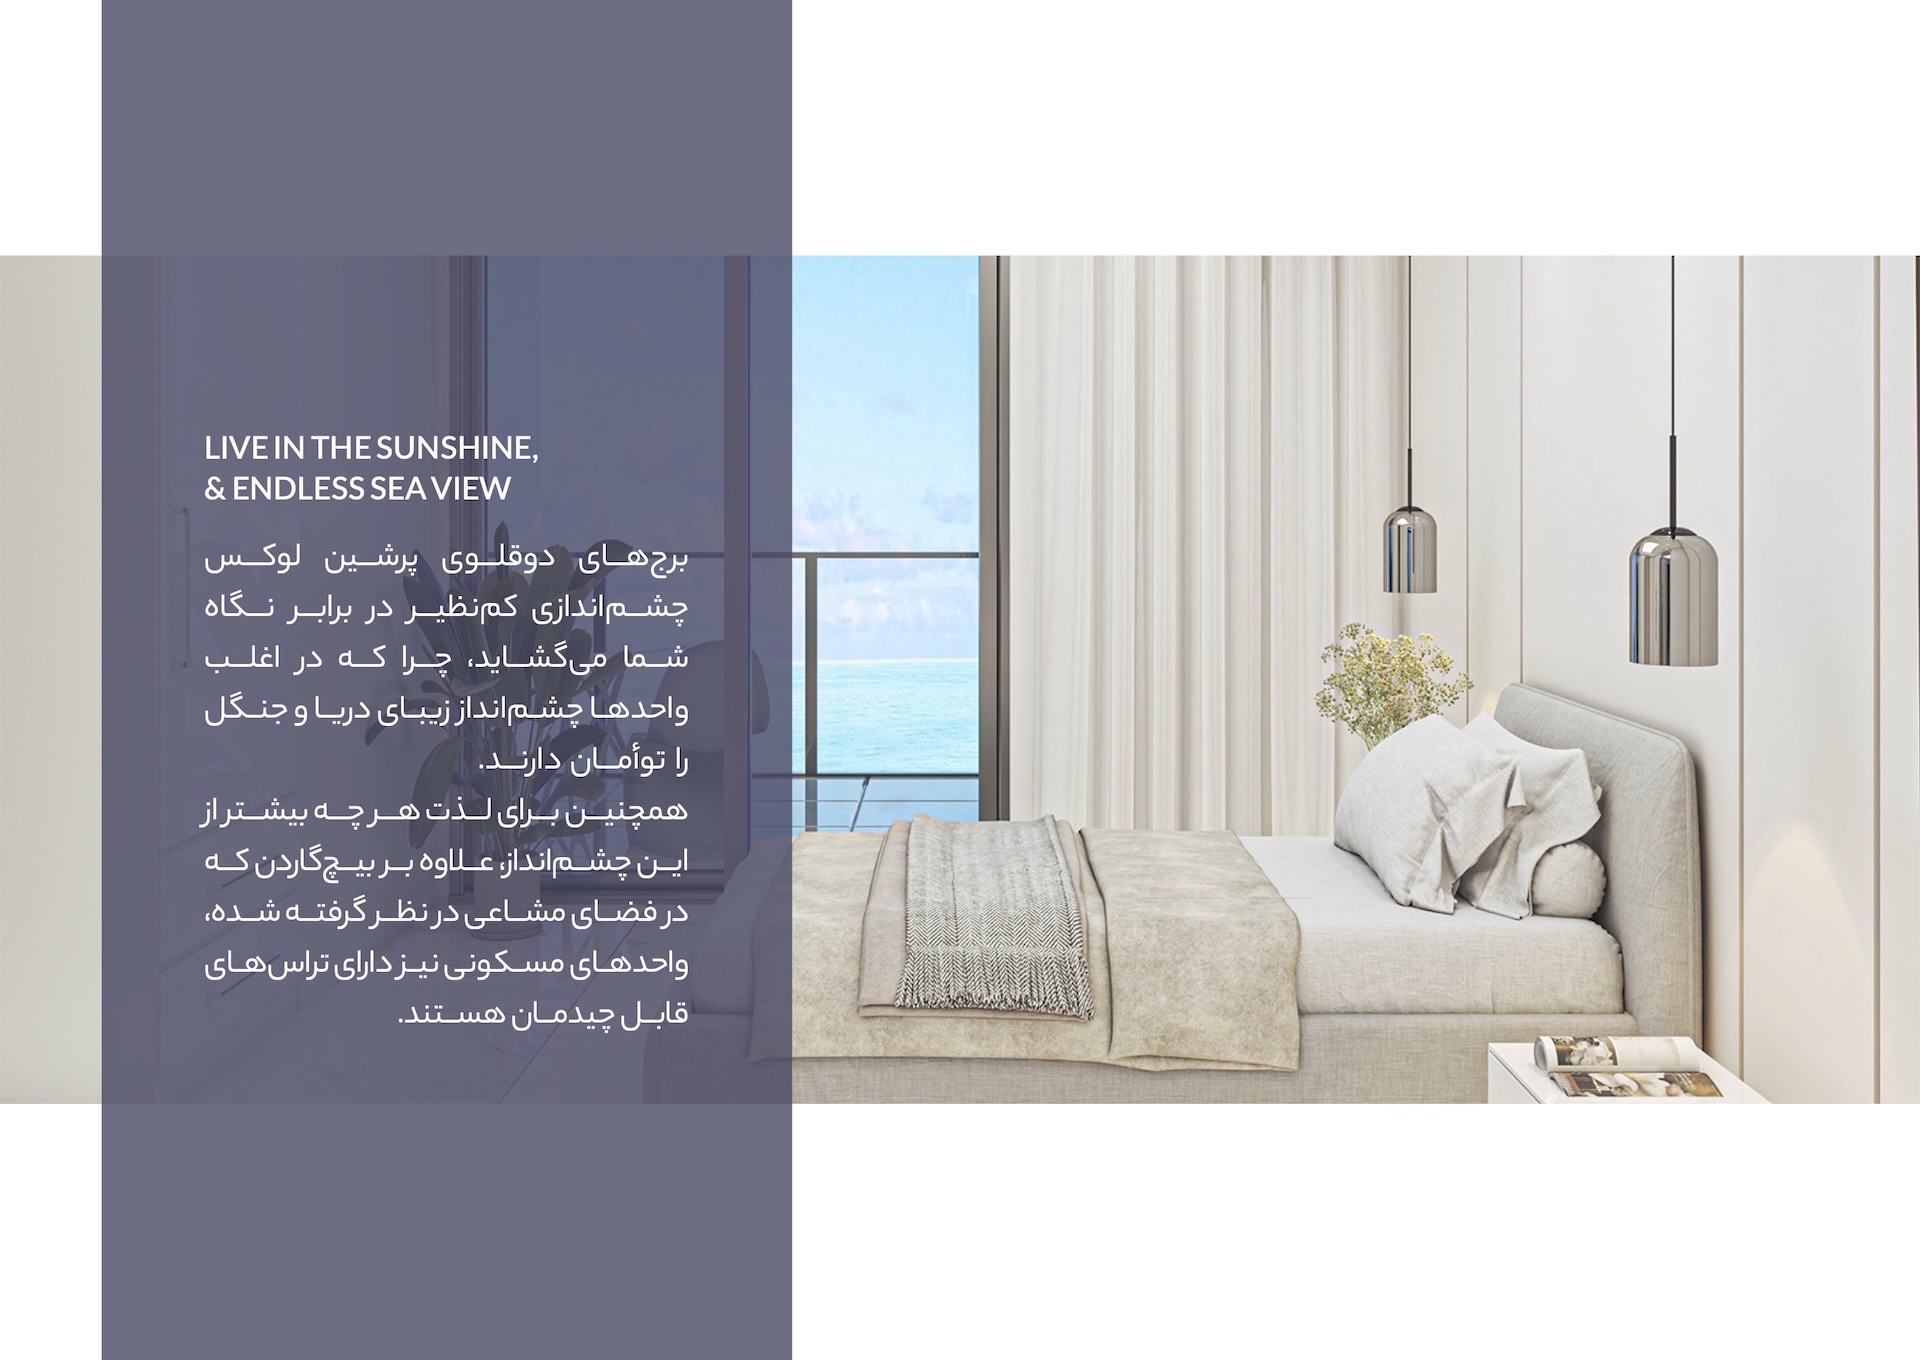 LIVE IN THE SUNSHINE,
& ENDLESS SEA VIEW
برج‌های دوقلوی پرشین لوکس
چشم‌اندازی کم‌نظیر در برابر نگاه
شما می‌گشاید، چرا که در اغلب
واحدها چشم‌انداز زیبای دریا و جنگل
را توأمان دارند.
همچنین برای لذت هر چه بیشتر از
این چشم‌انداز، علاوه بر بیچ‌گاردن که
در فضای مشاعی در نظر گرفته شده،
واحدهای مسکونی نیز دارای تراس‌های
قابل چیدمان هستند.